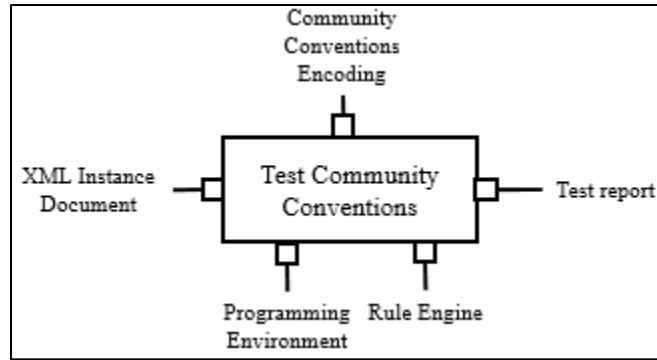 Community
Conventions
Encoding
XML Instance
Document
Test Community
Conventions
Test report
Programming
Environment
Rule Engine